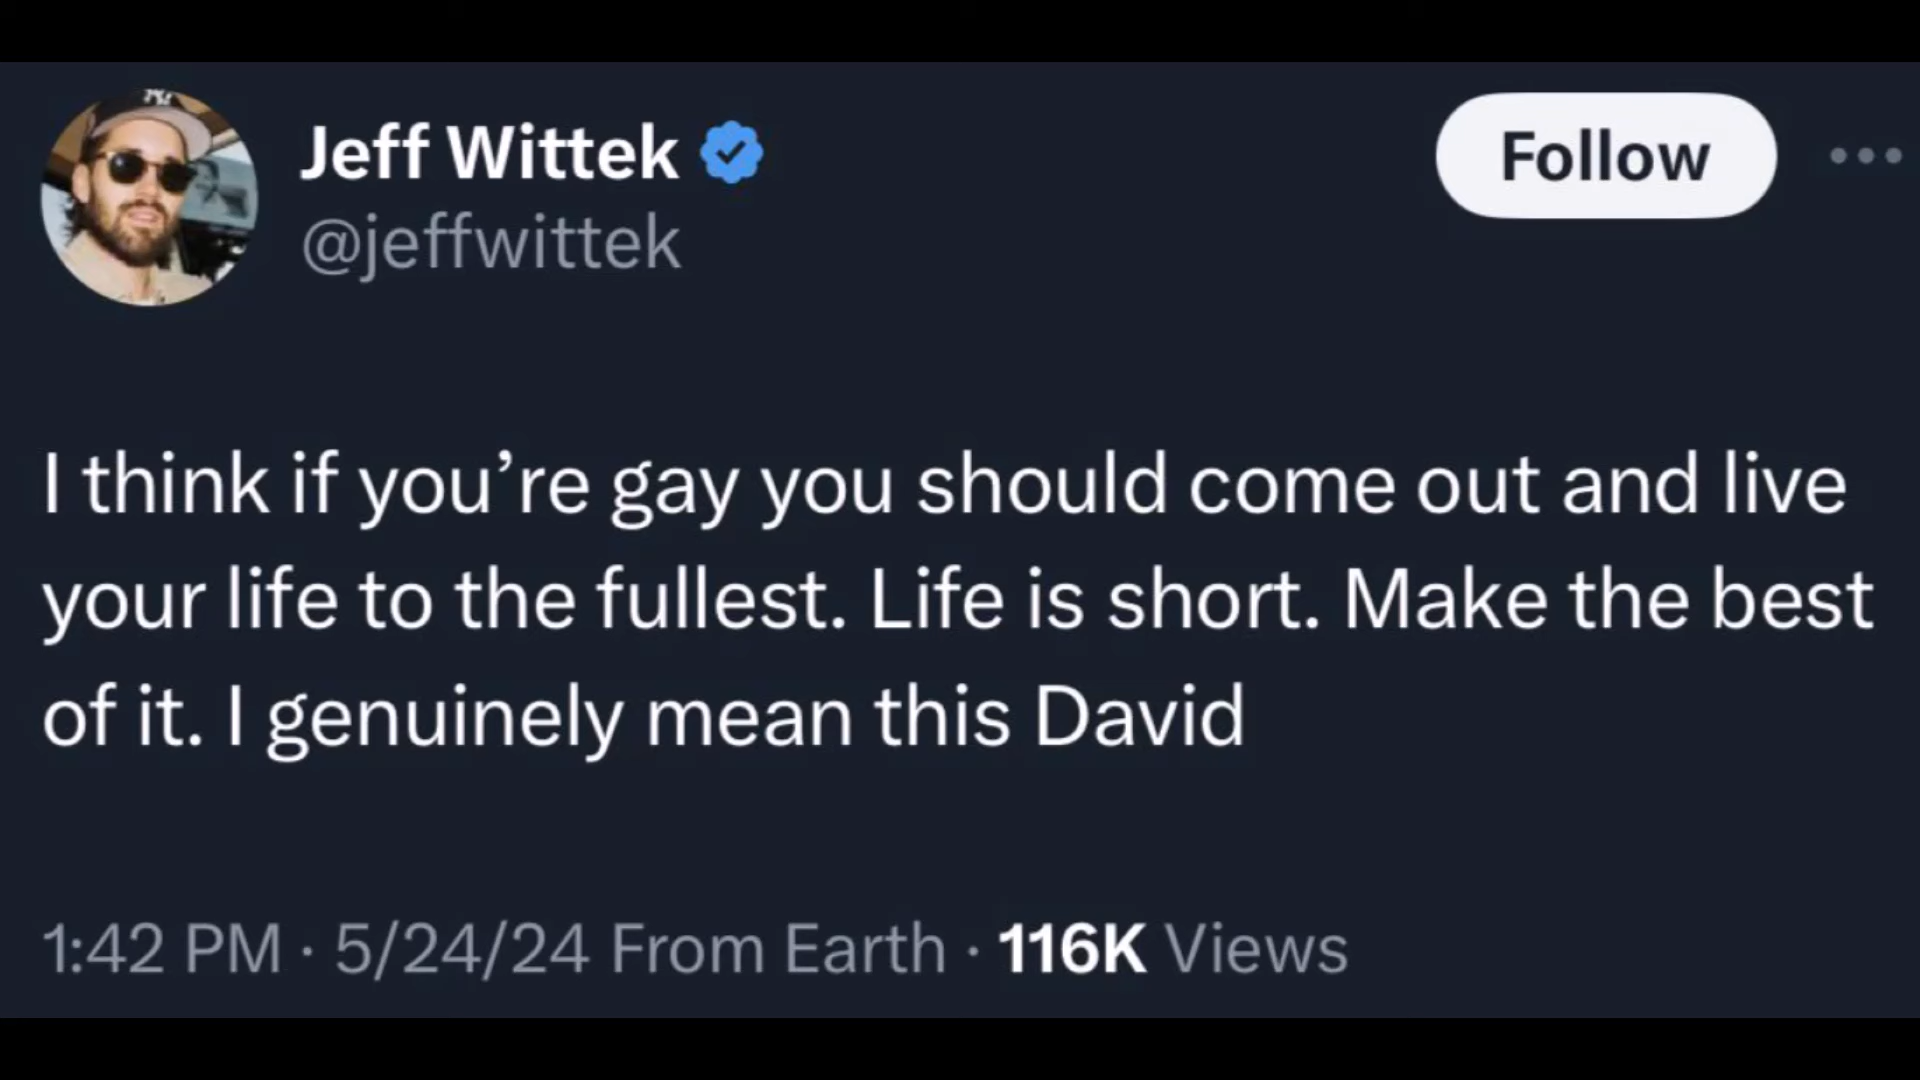 Jeff Wittek
Follow
@jeffwittek
I think if you’re gay you should come out and live
your life to the fullest. Life is short. Make the best
of it. I genuinely mean this David
1:42 PM · 5/24/24 From Earth · 116K Views